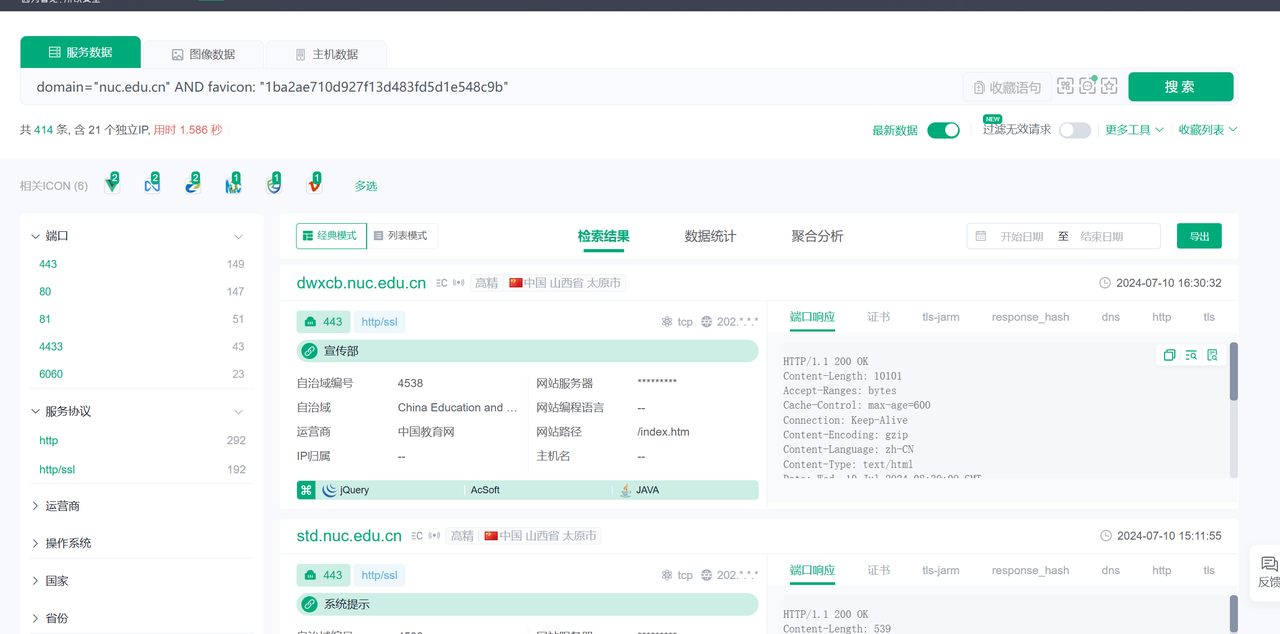 服务数据
图像数据
主机数据
domain="nuc.edu.cn" AND favicon: "1ba2ae710d927f13d483fd5d1e548c9b"
收藏语句
搜索
共 414 条, 含 21 个独立IP, 用时 1.586 秒
最新数据
NEW
过滤无效请求
更多工具
收藏列表
相关ICON (6)
2
2
2
1
1
1
多选
端口
443 149
80 147
81 51
4433 43
6060 23
服务协议
http 292
http/ssl 192
运营商
操作系统
国家
省份
经典模式
列表模式
检索结果
数据统计
聚合分析
开始日期 至 结束日期
导出
dwxcb.nuc.edu.cn
高精
中国 山西省 太原市
2024-07-10 16:30:32
443
http/ssl
tcp
202.*.*.*
宣传部
自治域编号 4538
自治域 China Education and ...
运营商 中国教育网
IP归属 --
网站服务器 *********
网站编程语言 --
网站路径 /index.htm
主机名 --
jQuery
AcSoft
JAVA
端口响应 证书 tls-jarm response_hash dns http tls
HTTP/1.1 200 OK
Content-Length: 10101
Accept-Ranges: bytes
Cache-Control: max-age=600
Connection: Keep-Alive
Content-Encoding: gzip
Content-Language: zh-CN
Content-Type: text/html
std.nuc.edu.cn
高精
中国 山西省 太原市
2024-07-10 15:11:55
443
http/ssl
tcp
202.*.*.*
系统提示
端口响应 证书 tls-jarm response_hash dns http tls
HTTP/1.1 200 OK
Content-Length: 539
反馈